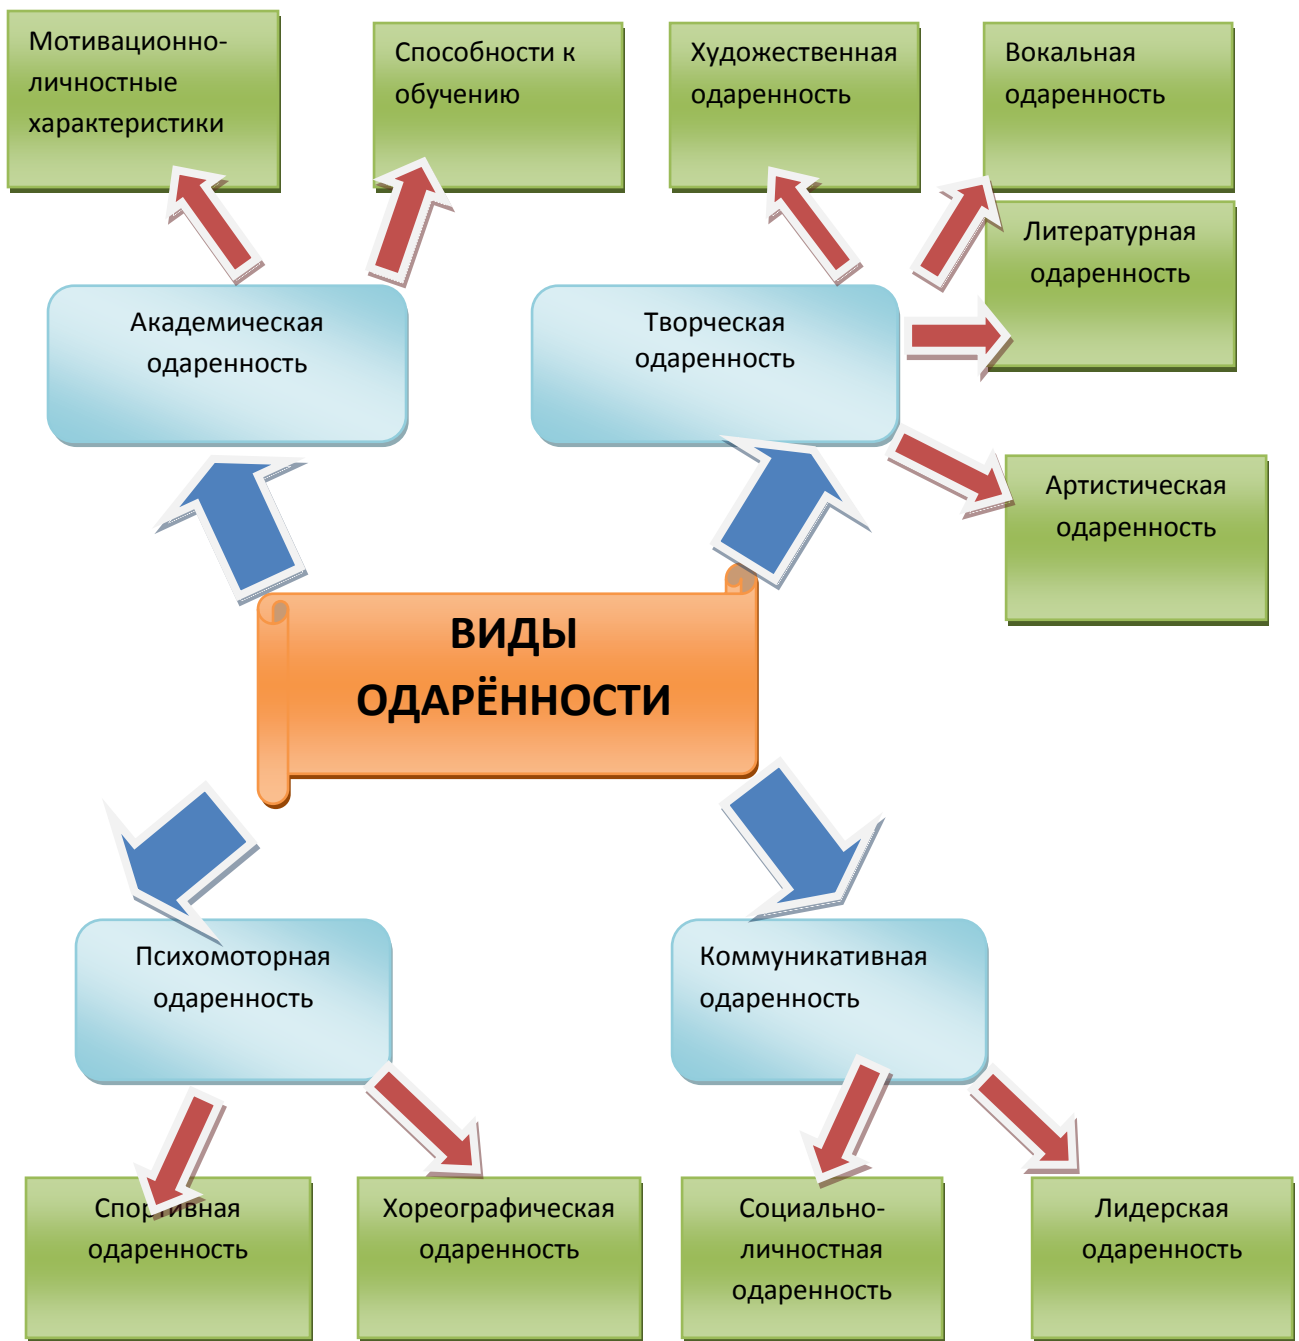 Мотивационно-
личностные
характеристики
Способности к
обучению
Художественная
одаренность
Вокальная
одаренность
Литературная
одаренность
Академическая
одаренность
Творческая
одаренность
Артистическая
одаренность
ВИДЫ
ОДАРЁННОСТИ
Психомоторная
одаренность
Коммуникативная
одаренность
Спортивная
одаренность
Хореографическая
одаренность
Социально-
личностная
одаренность
Лидерская
одаренность